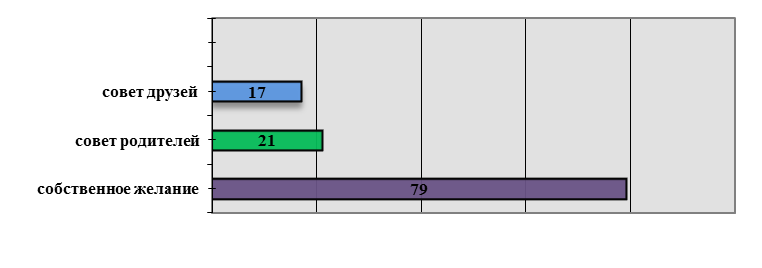 совет друзей 17
совет родителей 21
собственное желание 79